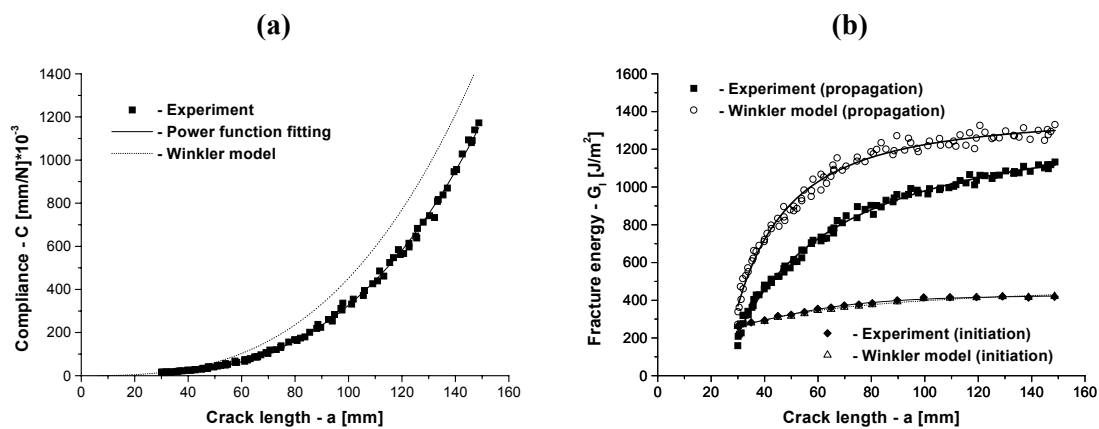 (a)
(b)
1400
1200
1000
800
600
400
200
0
0 20 40 60 80 100 120 140 160
Compliance - C [mm/N]*10⁻³
Crack length - a [mm]
- Experiment
- Power function fitting
- Winkler model
1600
1400
1200
1000
800
600
400
200
0
0 20 40 60 80 100 120 140 160
Fracture energy - G_I [J/m²]
Crack length - a [mm]
- Experiment (propagation)
- Winkler model (propagation)
- Experiment (initiation)
- Winkler model (initiation)